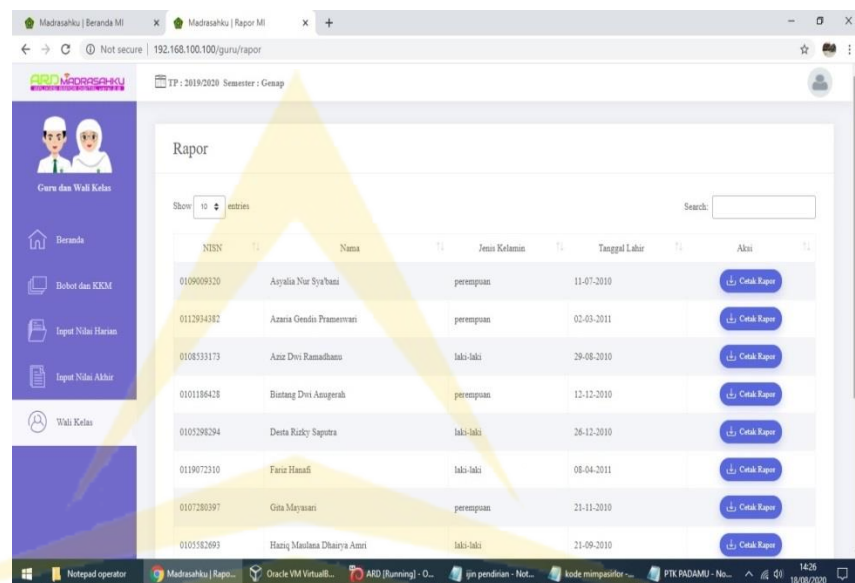 Madrasahku | Beranda MI
Madrasahku | Rapor MI
Not secure | 192.168.100.100/guru/rapor
ARD MADRASAHKU
TP : 2019/2020 Semester : Genap
Guru dan Wali Kelas
Beranda
Bobot dan KKM
Input Nilai Harian
Input Nilai Akhir
Wali Kelas
Rapor
Show 10 entries
Search:
NISN Nama Jenis Kelamin Tanggal Lahir Aksi
0109009320 Asyalia Nur Sya'bani perempuan 11-07-2010 Cetak Rapor
0112934382 Azaria Gendis Prameswari perempuan 02-03-2011 Cetak Rapor
0108533173 Aziz Dwi Ramadhanu laki-laki 29-08-2010 Cetak Rapor
0101186428 Bintang Dwi Anugerah perempuan 12-12-2010 Cetak Rapor
0105298294 Desta Rizky Saputra laki-laki 26-12-2010 Cetak Rapor
0119072310 Fariz Hanafi laki-laki 08-04-2011 Cetak Rapor
0107280397 Gita Mayasari perempuan 21-11-2010 Cetak Rapor
0105582693 Haziq Maulana Dhairya Amri laki-laki 21-09-2010 Cetak Rapor
Notepad operator
Madrasahku | Rapo...
Oracle VM VirtualB...
ARD [Running] - O...
ijin pendirian - Not...
kode mimpasirlor -...
PTK PADAMU - No...
14:26
18/08/2020